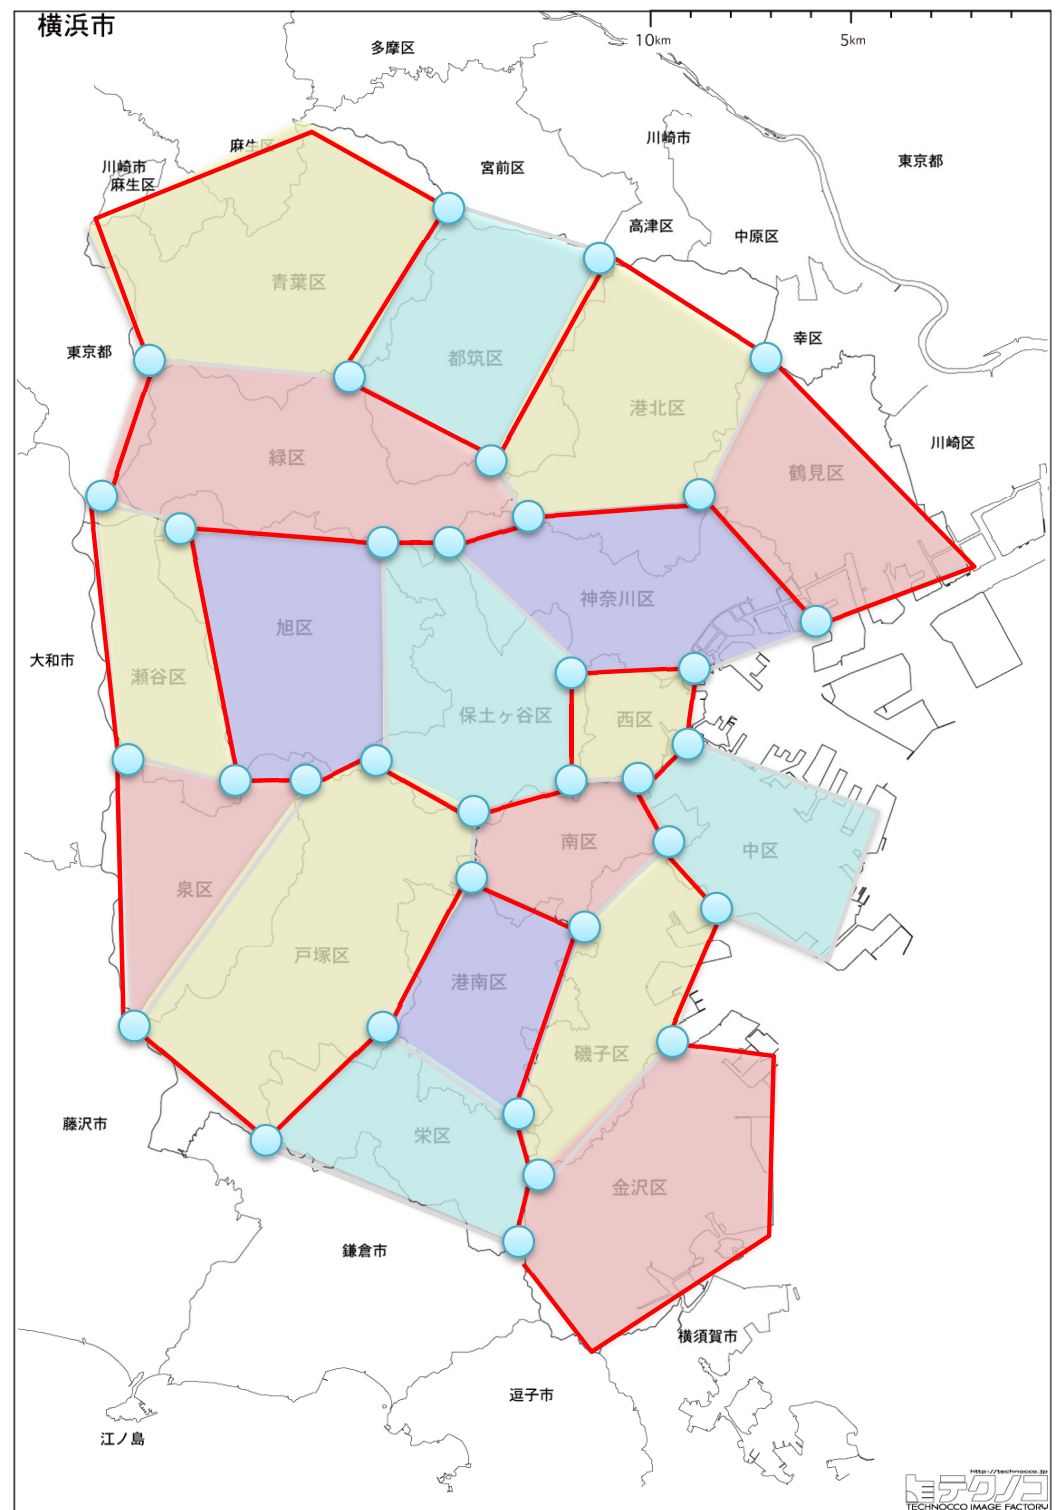 横浜市
10km
5km
多摩区
麻生区
川崎市
麻生区
宮前区
川崎市
東京都
高津区
中原区
青葉区
東京都
都筑区
幸区
港北区
緑区
鶴見区
川崎区
神奈川区
旭区
大和市
瀬谷区
保土ヶ谷区
西区
南区
中区
泉区
戸塚区
港南区
磯子区
藤沢市
栄区
金沢区
鎌倉市
横須賀市
逗子市
江ノ島
http://technocco.jp
テクノコ
TECHNOCCO IMAGE FACTORY